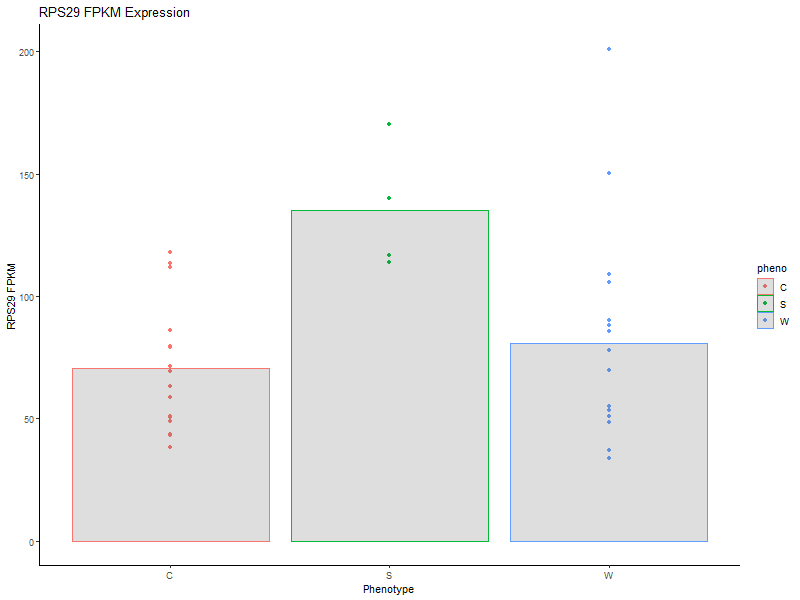 RPS29 FPKM Expression
200
150
100
50
0
RPS29 FPKM
C
S
W
Phenotype
pheno
C
S
W